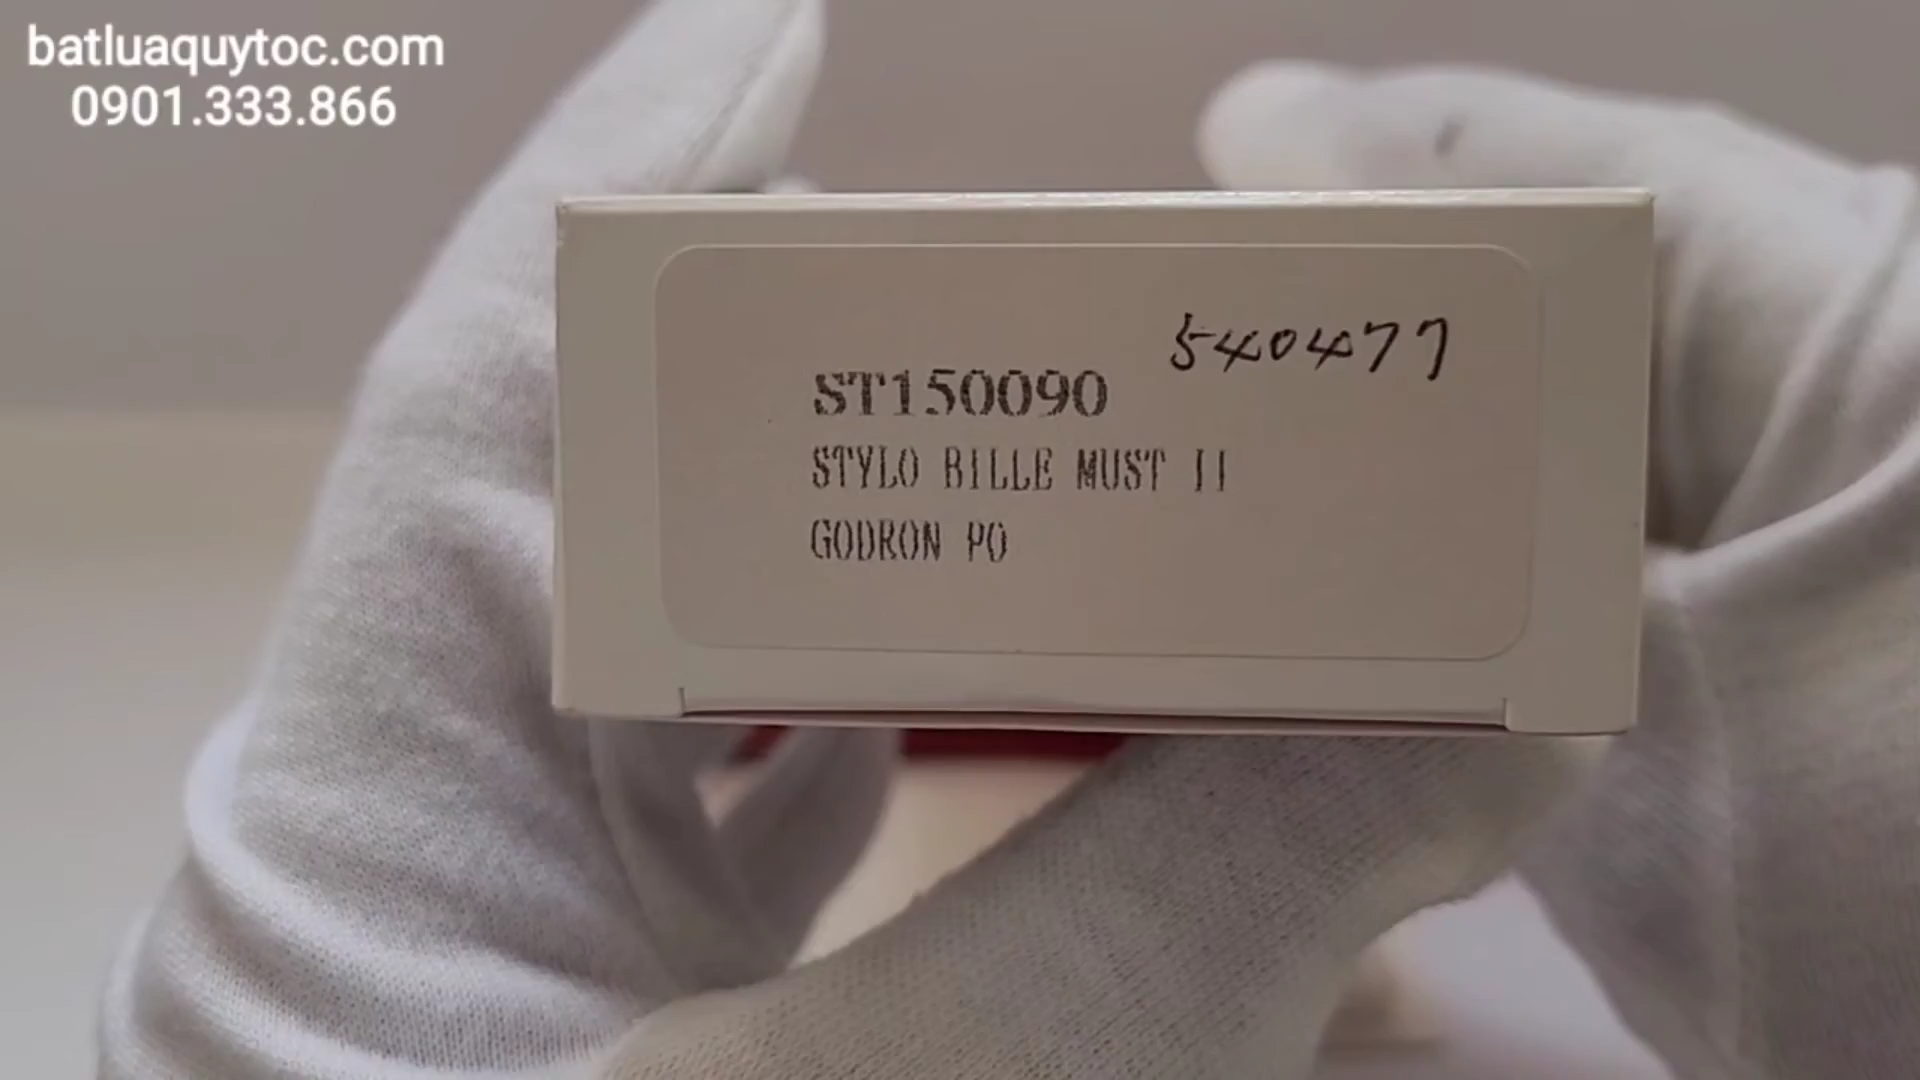 batluaquytoc.com
0901.333.866
540477
ST150090
STYLO BILLE MUST II
GODRON PO